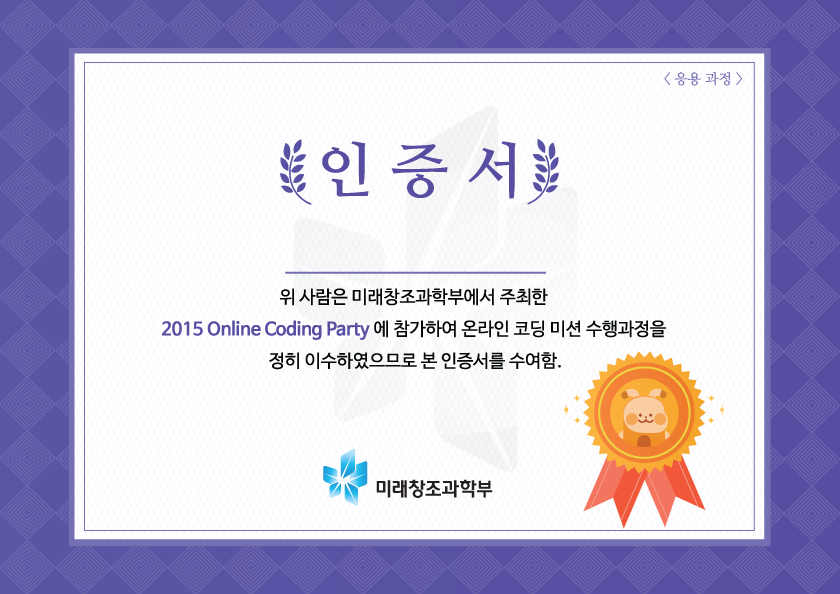 < 응용 과정 >
인증서
위 사람은 미래창조과학부에서 주최한
2015 Online Coding Party 에 참가하여 온라인 코딩 미션 수행과정을
정히 이수하였으므로 본 인증서를 수여함.
미래창조과학부